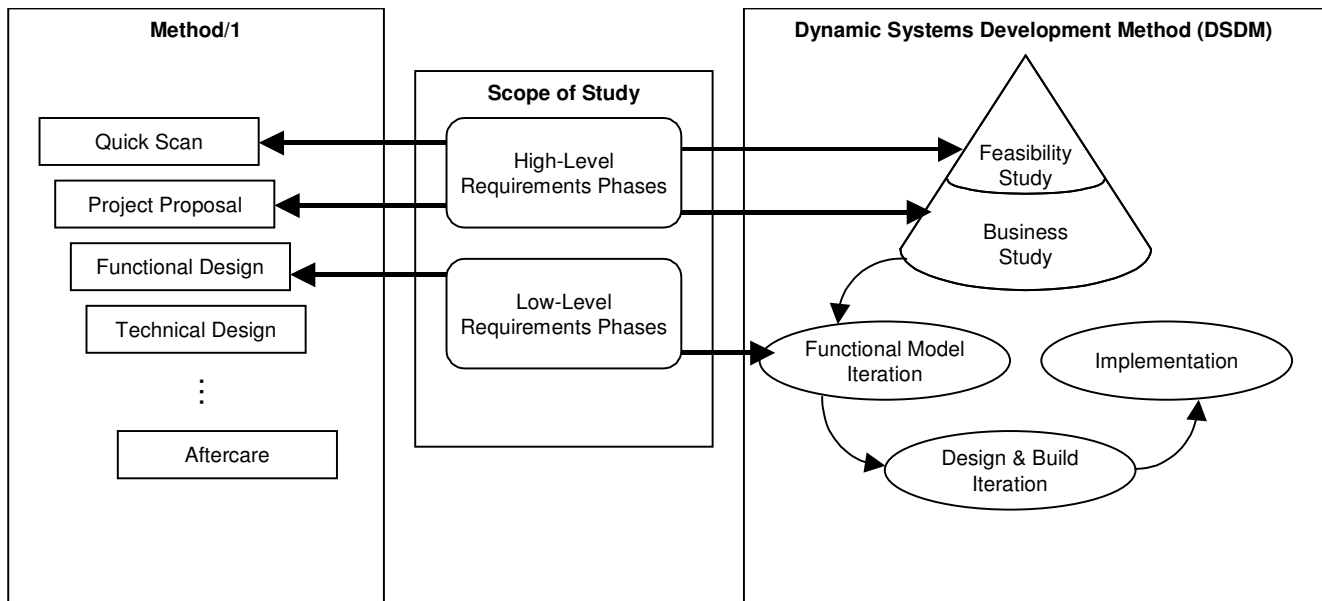 Method/1
Quick Scan
Project Proposal
Functional Design
Technical Design
⋮
Aftercare
Scope of Study
High-Level
Requirements Phases
Low-Level
Requirements Phases
Dynamic Systems Development Method (DSDM)
Feasibility
Study
Business
Study
Functional Model
Iteration
Implementation
Design & Build
Iteration